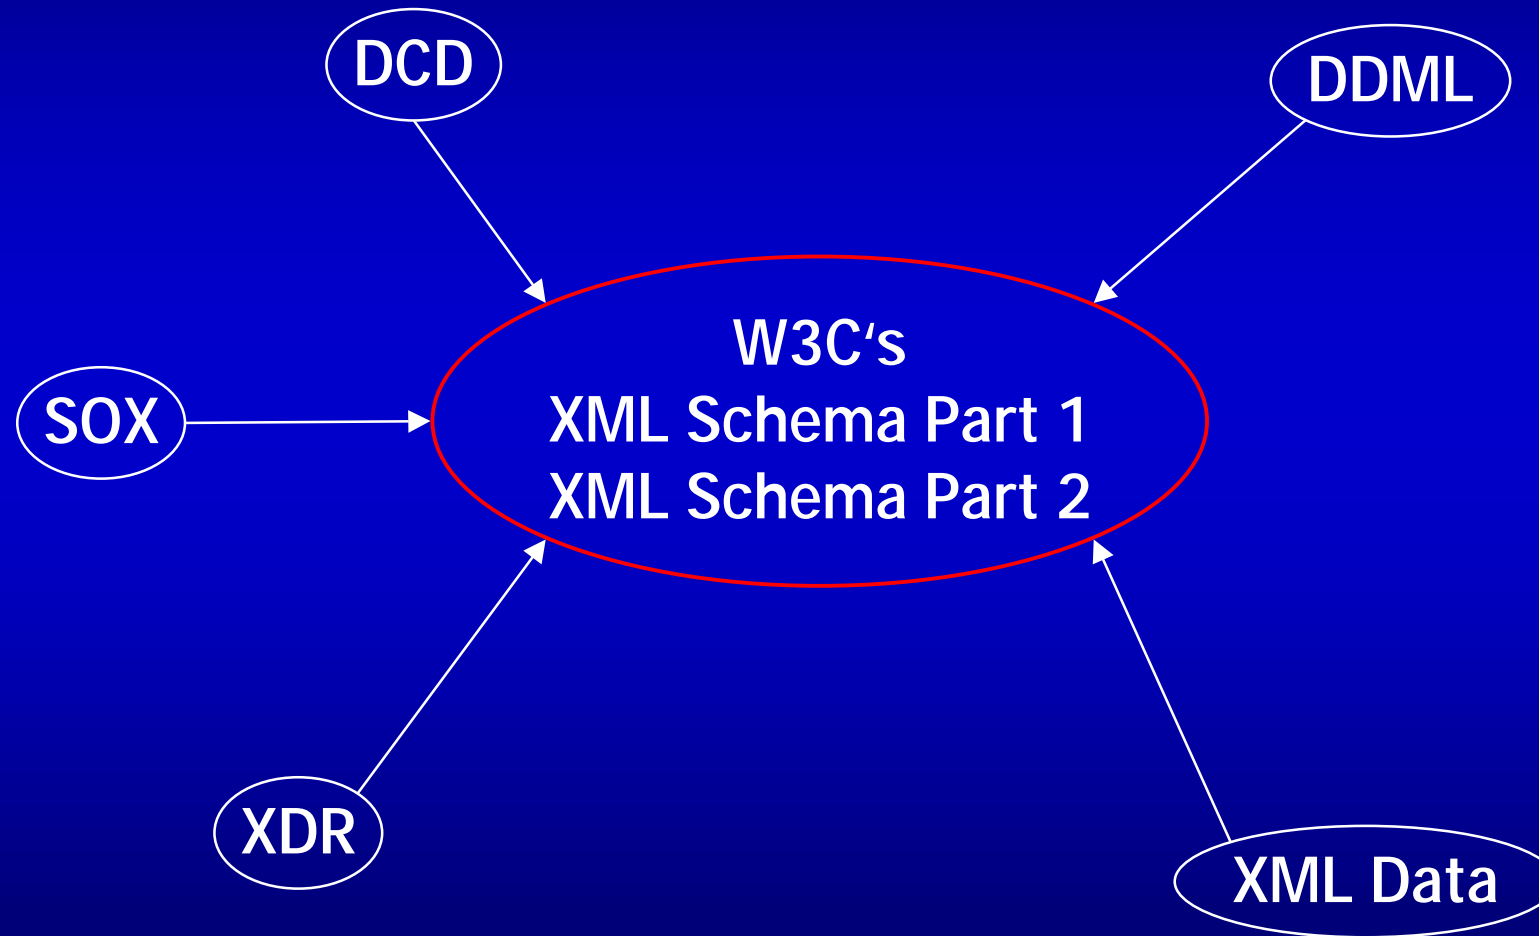 DCD
DDML
W3C‘s
XML Schema Part 1
XML Schema Part 2
SOX
XDR
XML Data